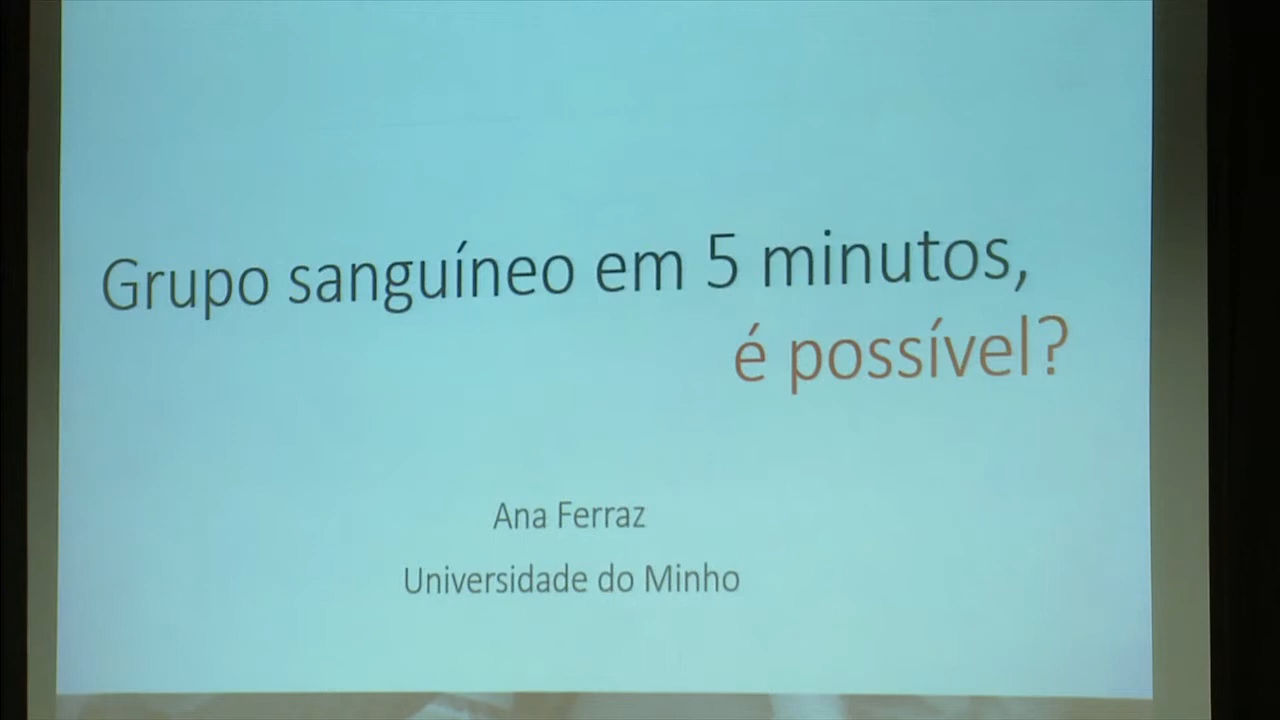 Grupo sanguíneo em 5 minutos,
é possível?
Ana Ferraz
Universidade do Minho